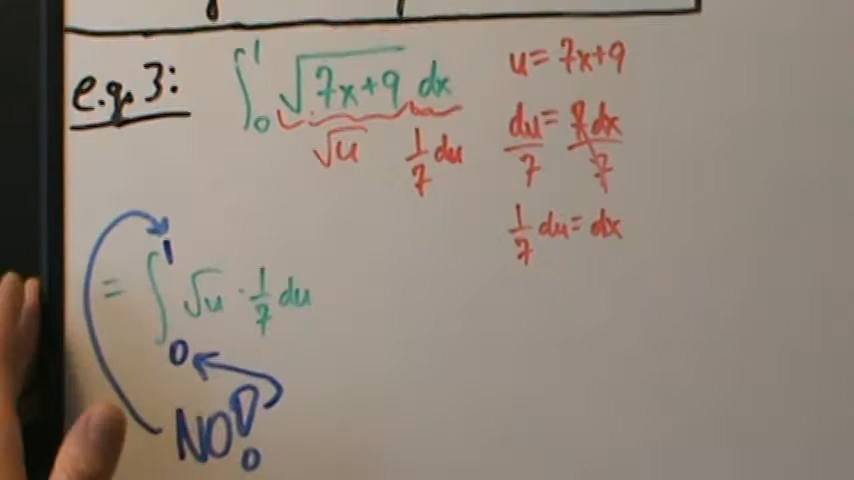 e.g. 3:
∫₀¹ √(7x+9) dx
√u 1/7 du
u = 7x+9
du/7 = 7dx/7
1/7 du = dx
= ∫₀¹ √u · 1/7 du
NO!